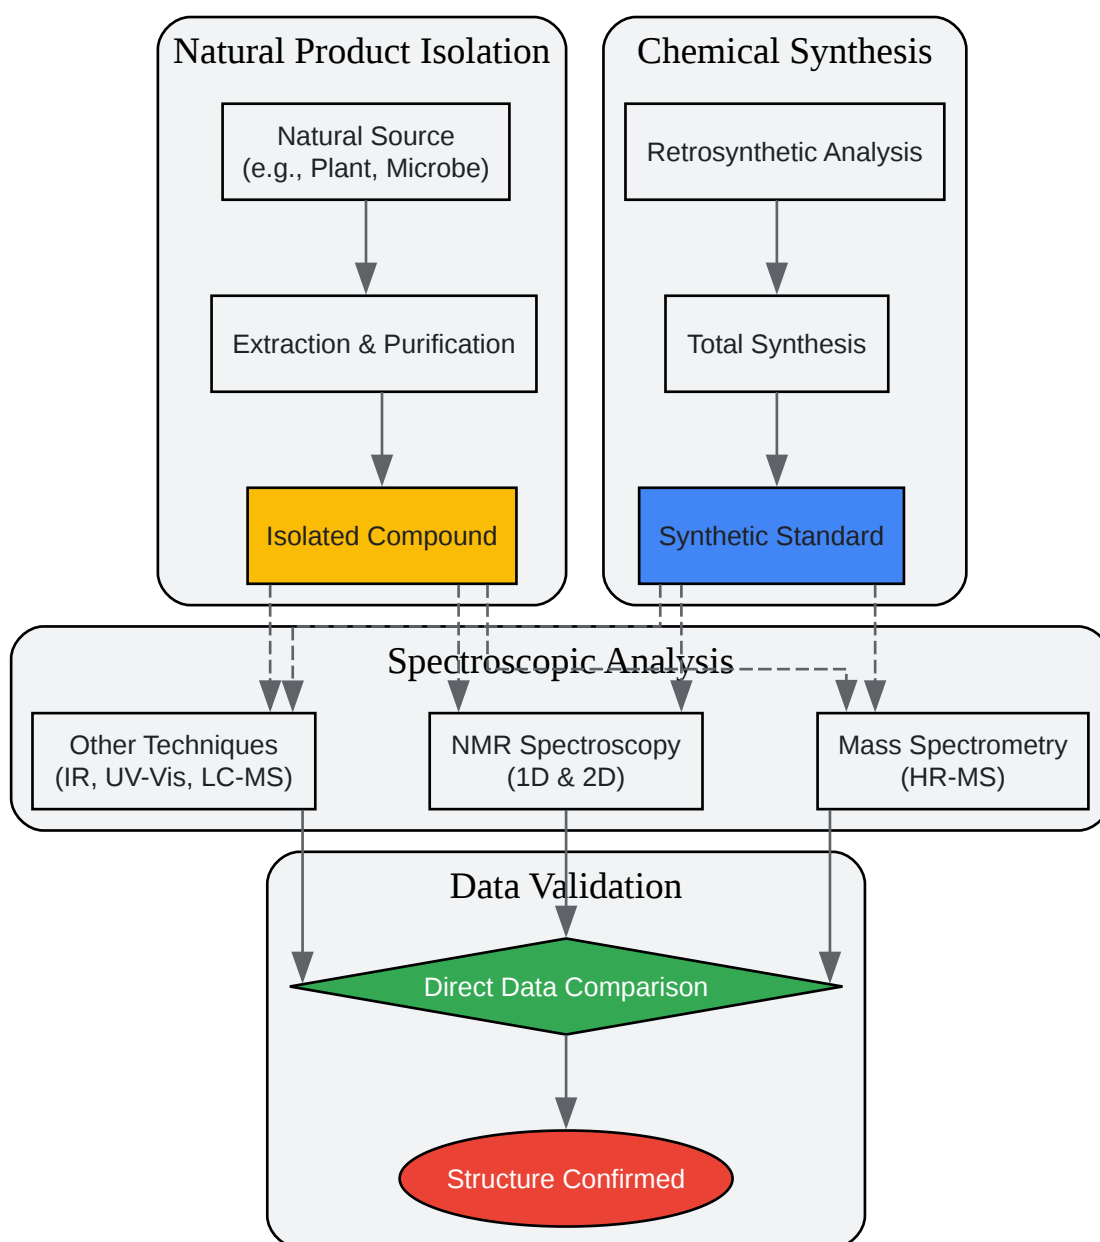 Natural Product Isolation
Natural Source
(e.g., Plant, Microbe)
Extraction & Purification
Isolated Compound
Chemical Synthesis
Retrosynthetic Analysis
Total Synthesis
Synthetic Standard
Spectroscopic Analysis
Other Techniques
(IR, UV-Vis, LC-MS)
NMR Spectroscopy
(1D & 2D)
Mass Spectrometry
(HR-MS)
Data Validation
Direct Data Comparison
Structure Confirmed